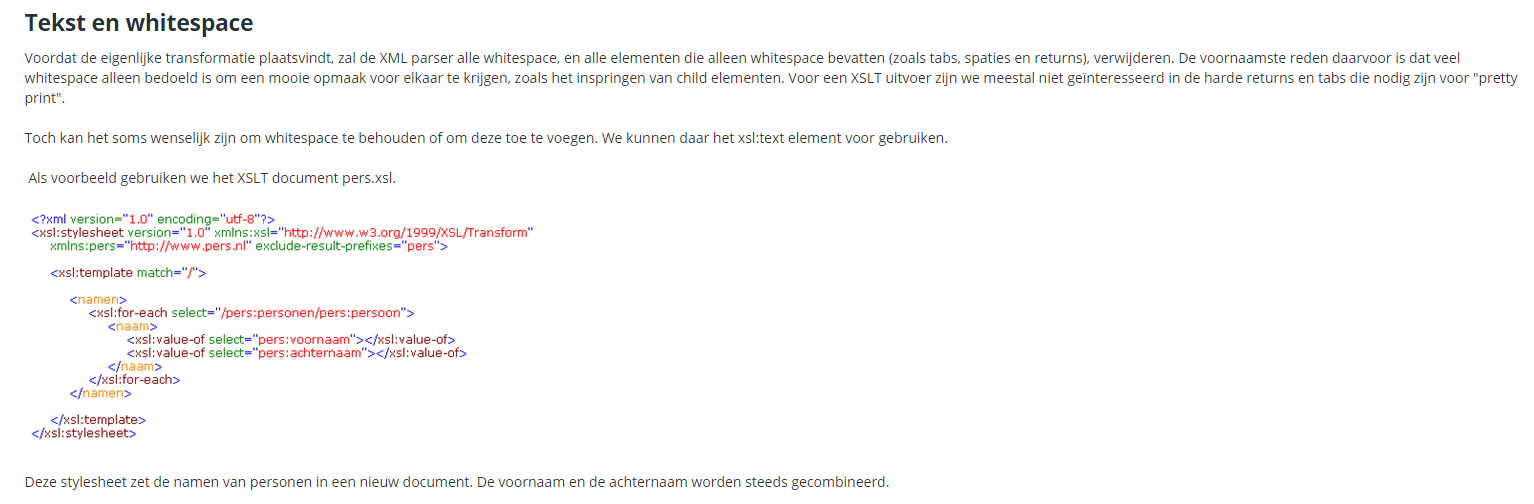 Tekst en whitespace
Voordat de eigenlijke transformatie plaatsvindt, zal de XML parser alle whitespace, en alle elementen die alleen whitespace bevatten (zoals tabs, spaties en returns), verwijderen. De voornaamste reden daarvoor is dat veel
whitespace alleen bedoeld is om een mooie opmaak voor elkaar te krijgen, zoals het inspringen van child elementen. Voor een XSLT uitvoer zijn we meestal niet geïnteresseerd in de harde returns en tabs die nodig zijn voor "pretty
print".
Toch kan het soms wenselijk zijn om whitespace te behouden of om deze toe te voegen. We kunnen daar het xsl:text element voor gebruiken.
Als voorbeeld gebruiken we het XSLT document pers.xsl.
<?xml version="1.0" encoding="utf-8"?>
<xsl:stylesheet version="1.0" xmlns:xsl="http://www.w3.org/1999/XSL/Transform"
xmlns:pers="http://www.pers.nl" exclude-result-prefixes="pers">
<xsl:template match="/">
<namen>
<xsl:for-each select="/pers:personen/pers:persoon">
<naam>
<xsl:value-of select="pers:voornaam"></xsl:value-of>
<xsl:value-of select="pers:achternaam"></xsl:value-of>
</naam>
</xsl:for-each>
</namen>
</xsl:template>
</xsl:stylesheet>
Deze stylesheet zet de namen van personen in een nieuw document. De voornaam en de achternaam worden steeds gecombineerd.